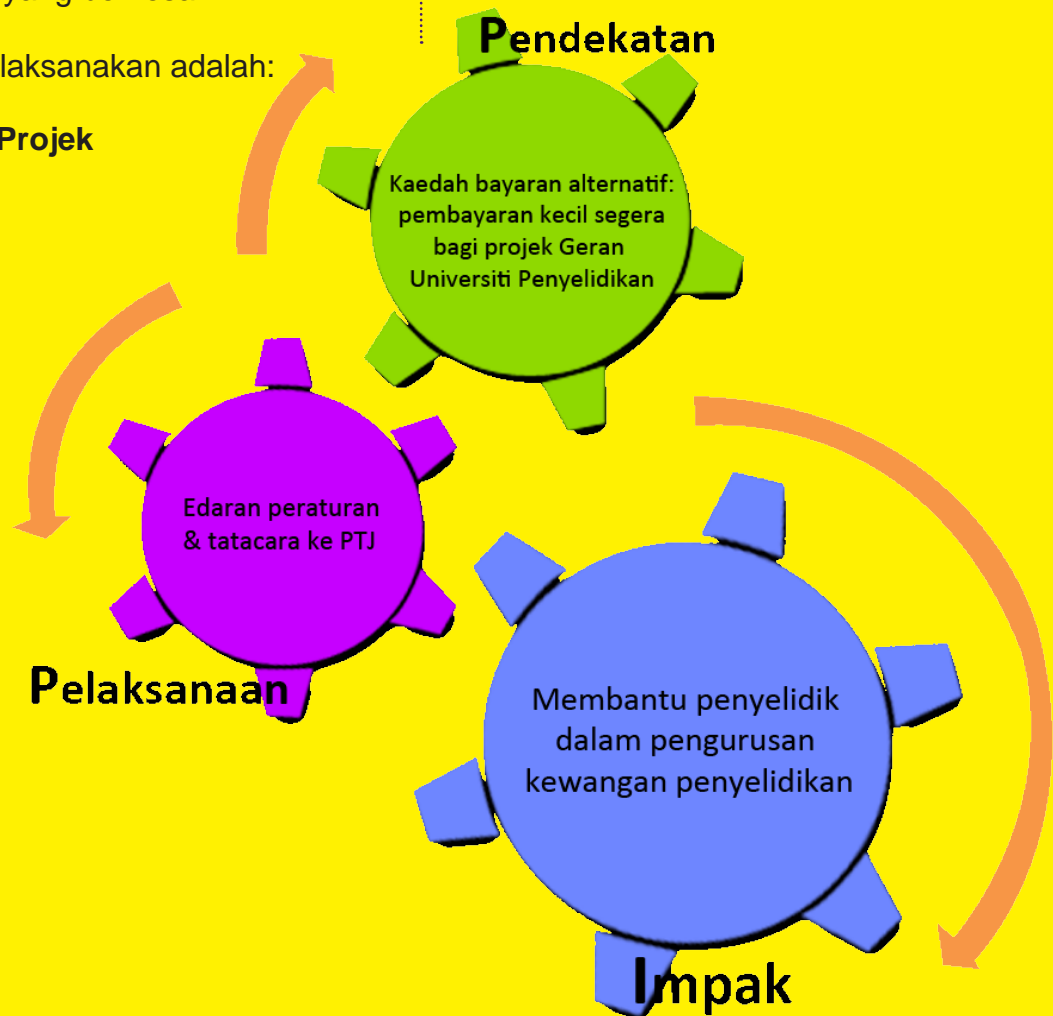 laksanakan adalah:
Projek
Pendekatan
Kaedah bayaran alternatif:
pembayaran kecil segera
bagi projek Geran
Universiti Penyelidikan
Edaran peraturan
& tatacara ke PTJ
Pelaksanaan
Membantu penyelidik
dalam pengurusan
kewangan penyelidikan
Impak